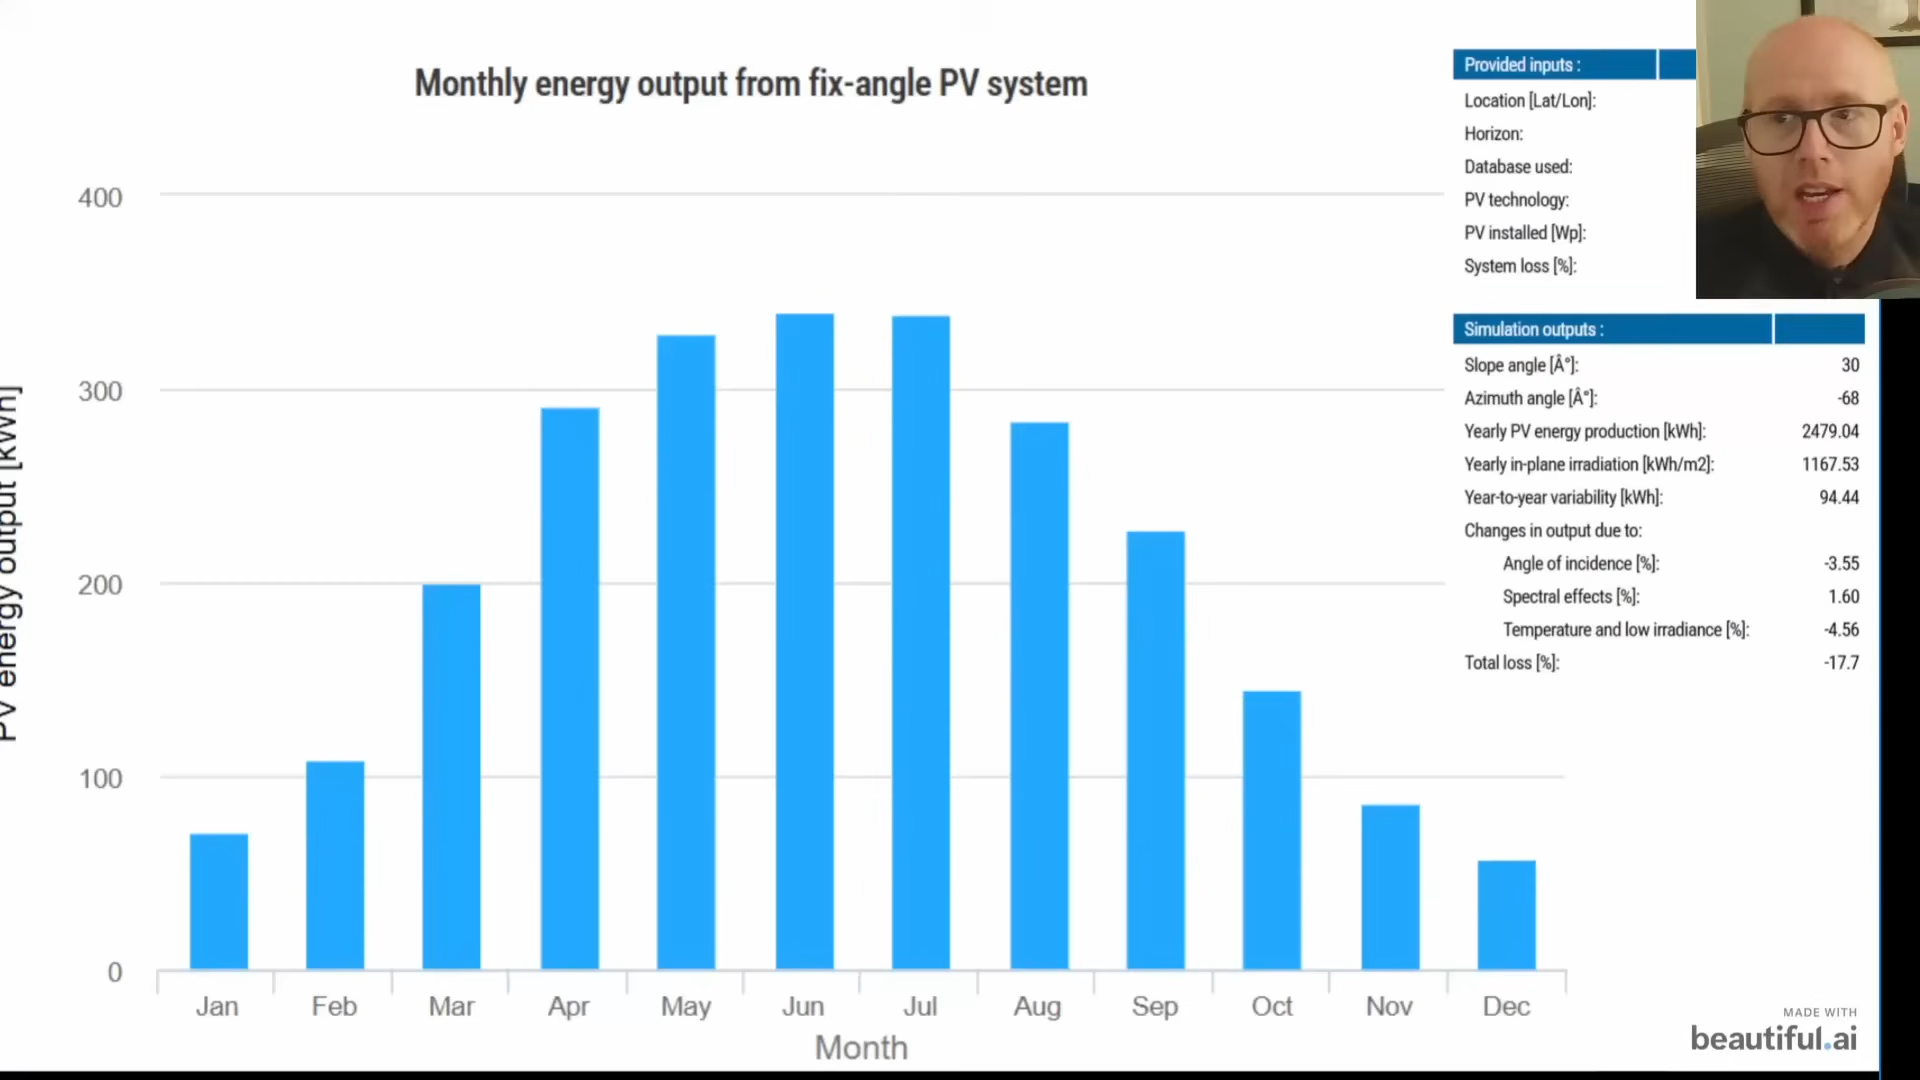 Monthly energy output from fix-angle PV system
400
300
200
100
0
PV energy output [kWh]
Jan Feb Mar Apr May Jun Jul Aug Sep Oct Nov Dec
Month
Provided inputs :
Location [Lat/Lon]:
Horizon:
Database used:
PV technology:
PV installed [Wp]:
System loss [%]:
Simulation outputs :
Slope angle [Â°]: 30
Azimuth angle [Â°]: -68
Yearly PV energy production [kWh]: 2479.04
Yearly in-plane irradiation [kWh/m2]: 1167.53
Year-to-year variability [kWh]: 94.44
Changes in output due to:
Angle of incidence [%]: -3.55
Spectral effects [%]: 1.60
Temperature and low irradiance [%]: -4.56
Total loss [%]: -17.7
MADE WITH
beautiful.ai